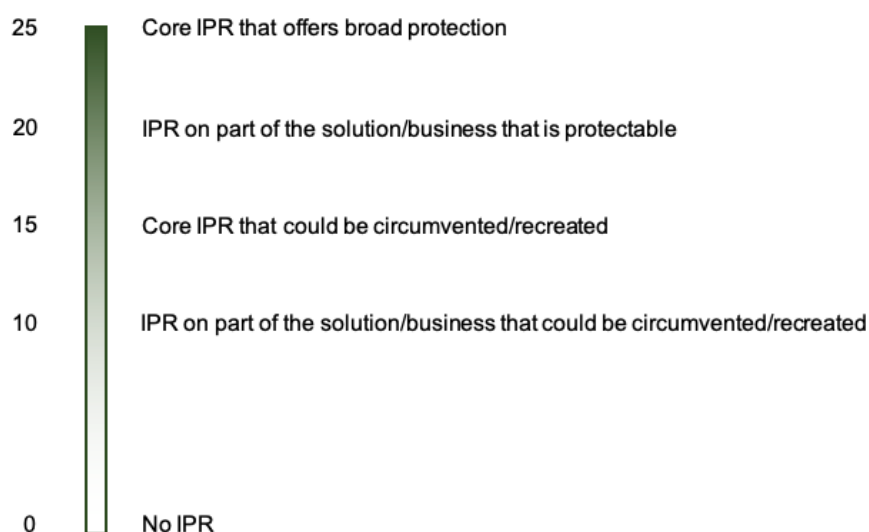 25 Core IPR that offers broad protection
20 IPR on part of the solution/business that is protectable
15 Core IPR that could be circumvented/recreated
10 IPR on part of the solution/business that could be circumvented/recreated
0 No IPR